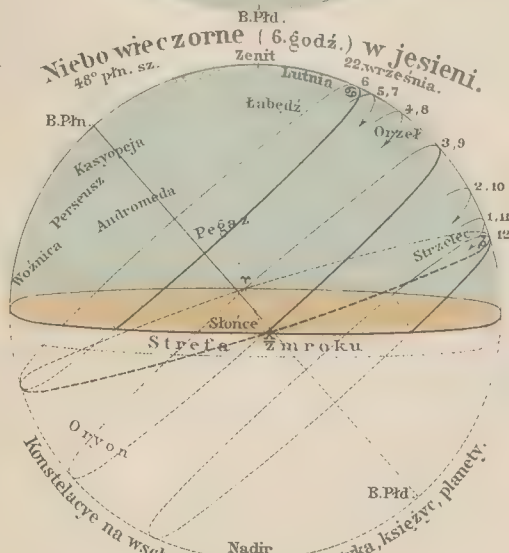 B.Płd.
Niebo wieczorne (6.godź.) w jesieni.
48° płn. sz.
zenit
22. września.
Lutnia
6
5,7
Łabędź
4,8
B.Płn.
Orzeł
Kasyopeja
3,9
Perseusz
Andromeda
2.10
Pegaz
1,11
Woźnica
Strzelec
12
♈
Słońce
Strefa zmroku
Oryon
B.Płd.
Konstelacye na wsch
ka, księżyc, planety.
Nadir